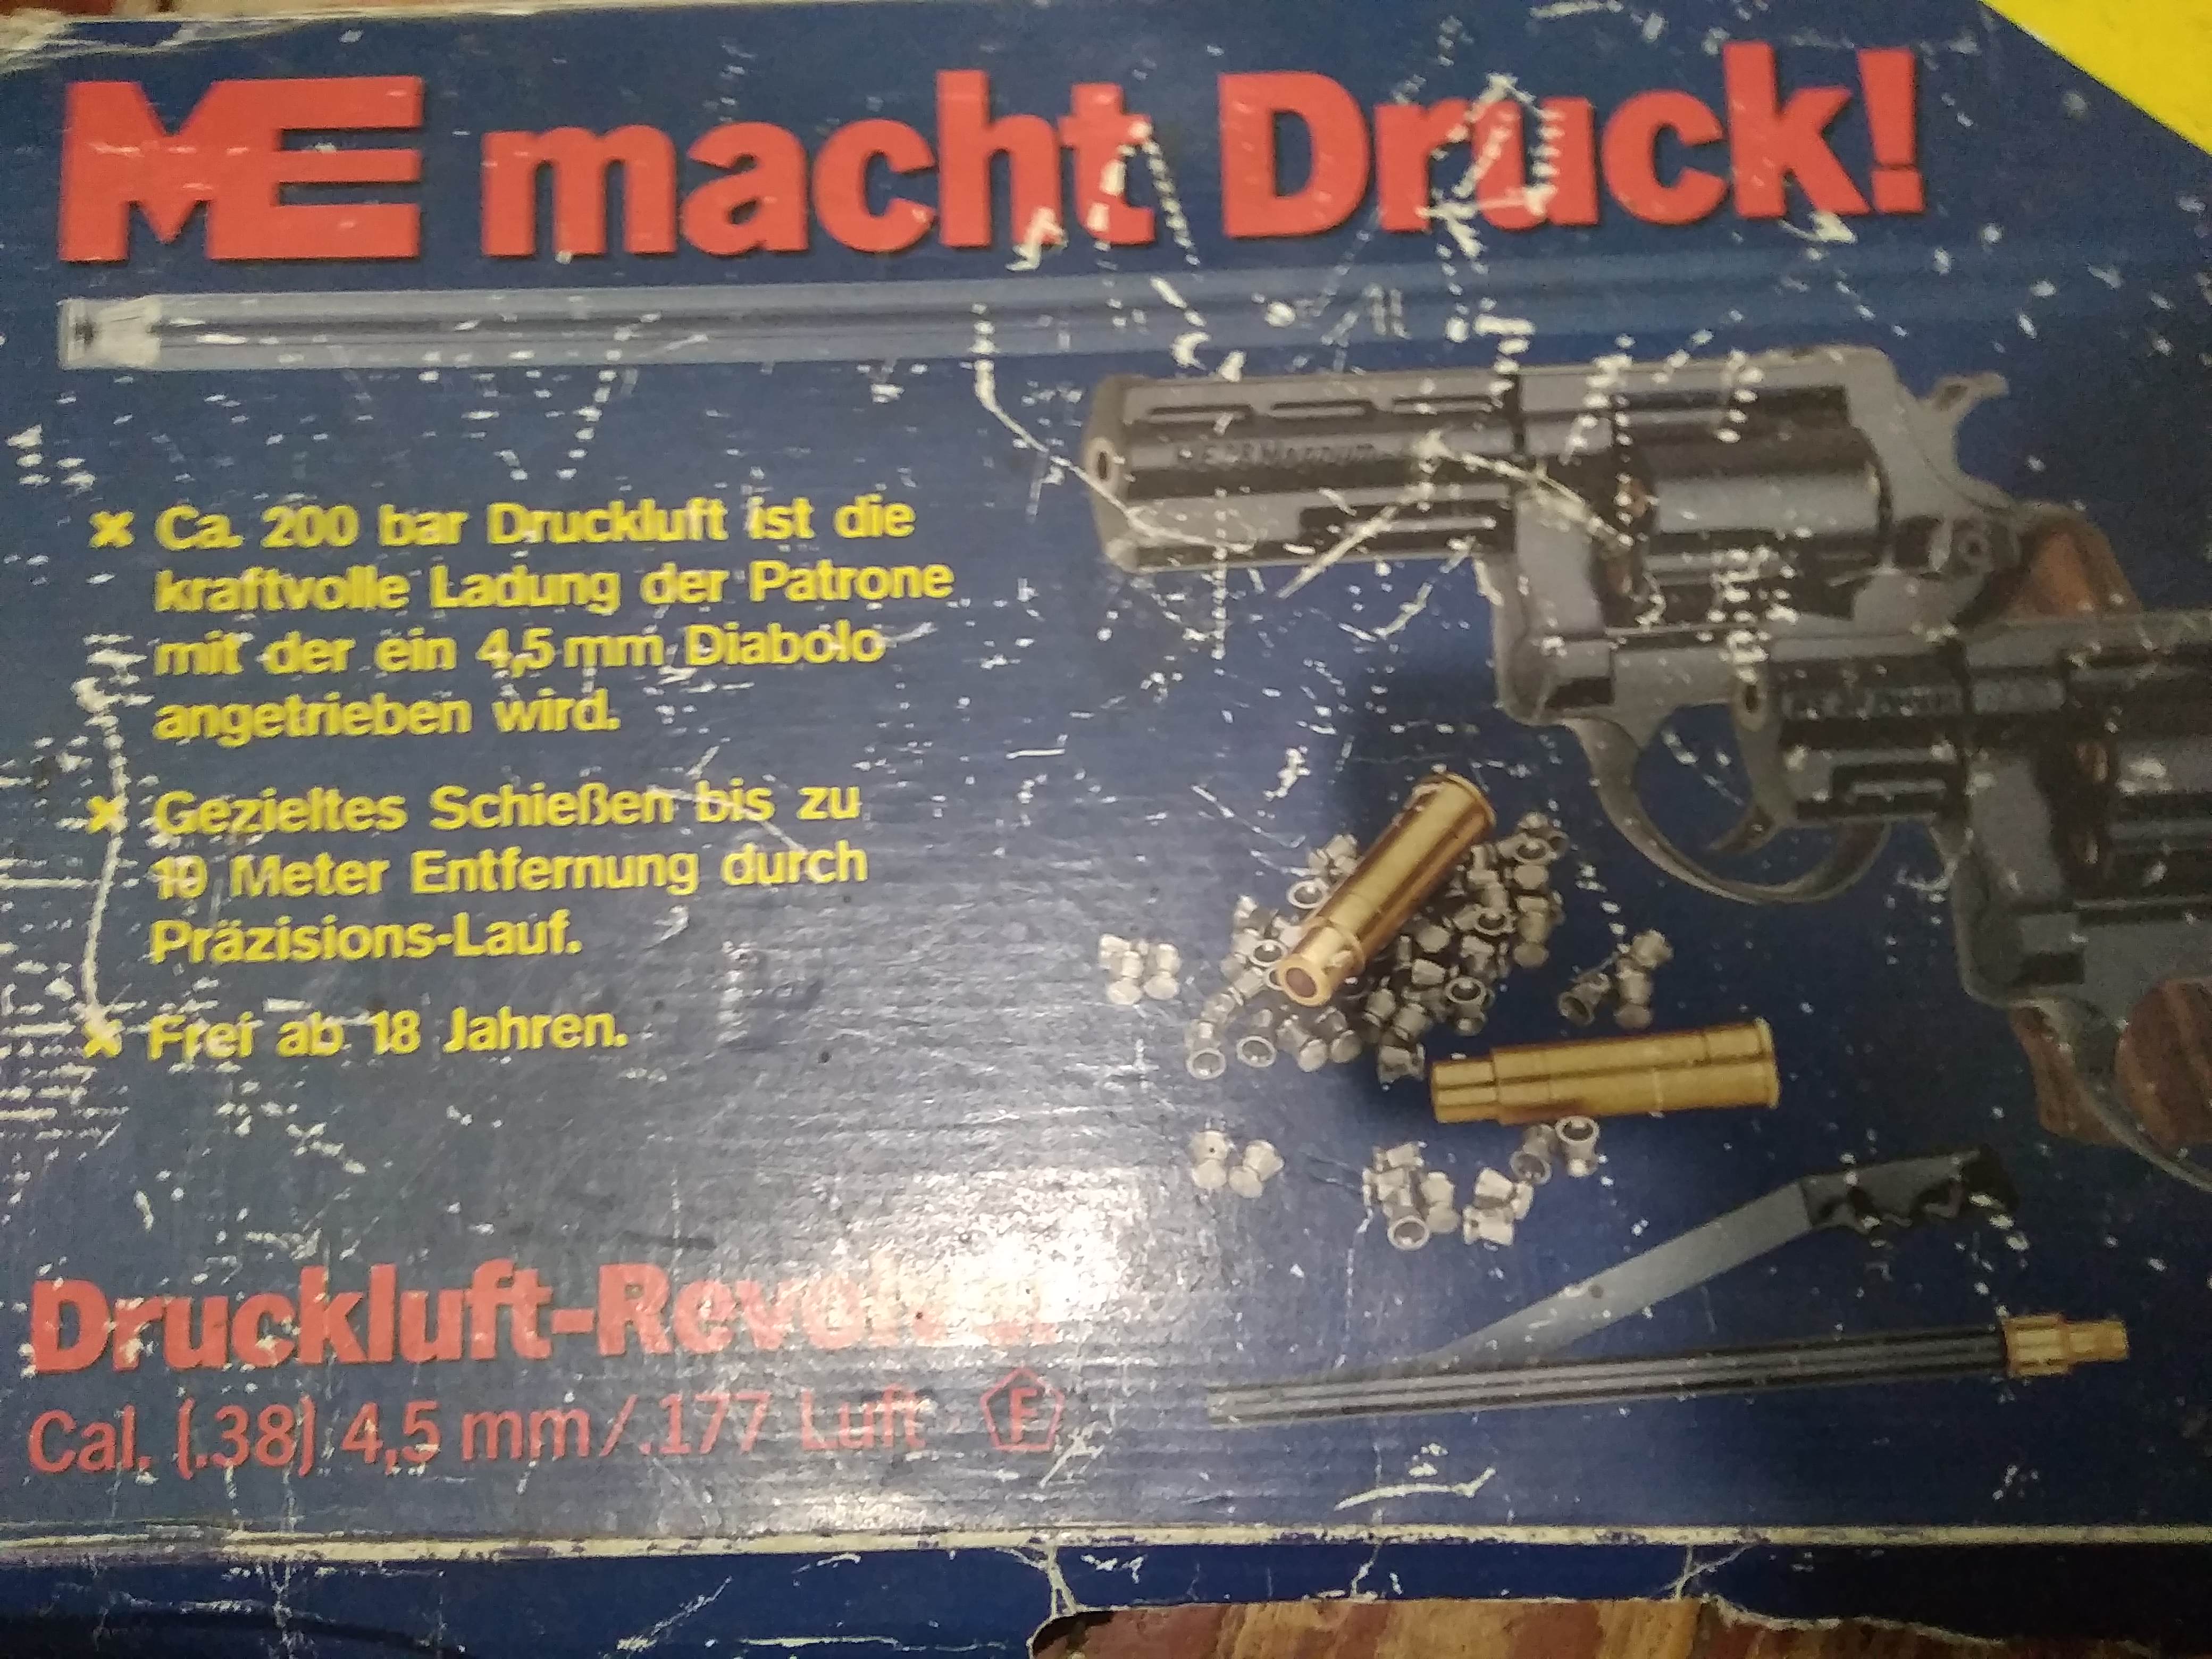 ME macht Druck!
x Ca. 200 bar Druckluft ist die
kraftvolle Ladung der Patrone
mit der ein 4,5 mm Diabolo
angetrieben wird.
x Gezieltes Schießen bis zu
10 Meter Entfernung durch
Präzisions-Lauf.
x Frei ab 18 Jahren.
Druckluft-Revolver
Cal. (.38) 4,5 mm/.177 Luft F